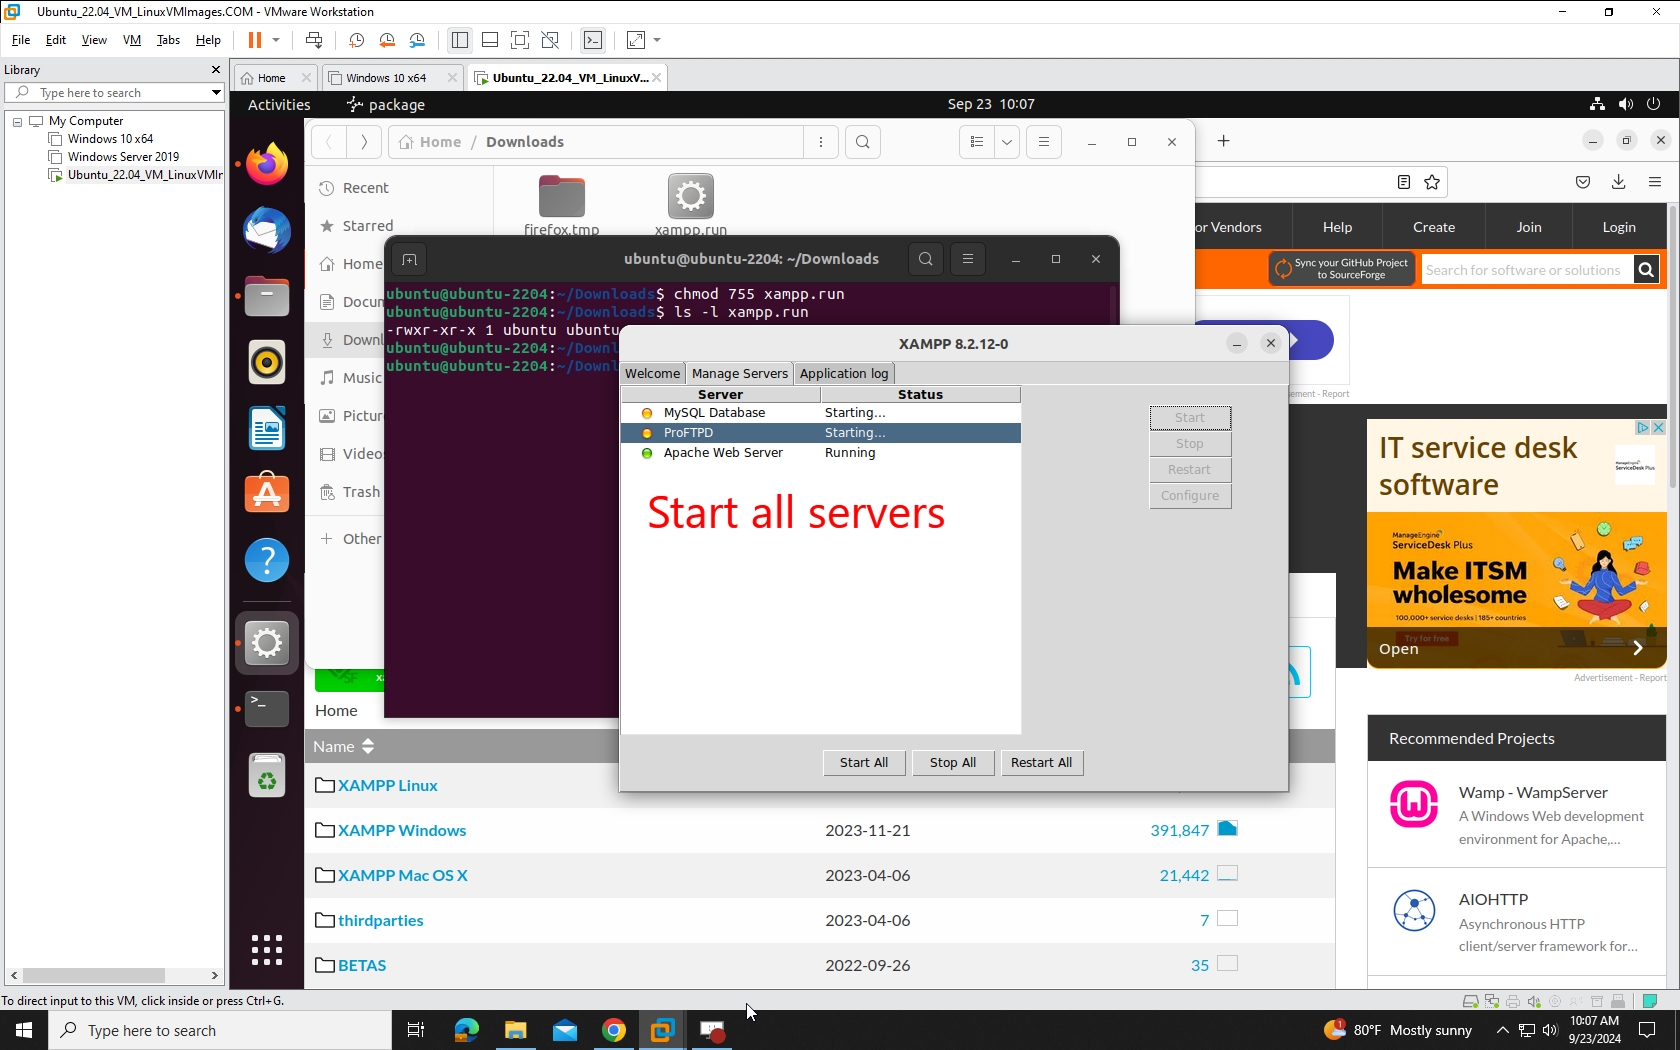 Ubuntu_22.04_VM_LinuxVMImages.COM - VMware Workstation
File Edit View VM Tabs Help
Library
Type here to search
My Computer
Windows 10 x64
Windows Server 2019
Ubuntu_22.04_VM_LinuxVMIr
Home
Windows 10 x64
Ubuntu_22.04_VM_LinuxV...
Activities
package
Sep 23 10:07
Home / Downloads
Recent
Starred
Home
Docun
Downl
Music
Pictur
Videos
Trash
+ Other
firefox.tmp
xampp.run
ubuntu@ubuntu-2204: ~/Downloads
ubuntu@ubuntu-2204:~/Downloads$ chmod 755 xampp.run
ubuntu@ubuntu-2204:~/Downloads$ ls -l xampp.run
-rwxr-xr-x 1 ubuntu ubuntu
ubuntu@ubuntu-2204:~/Downl
ubuntu@ubuntu-2204:~/Downl
XAMPP 8.2.12-0
Welcome
Manage Servers
Application log
Server Status
MySQL Database Starting...
ProFTPD Starting...
Apache Web Server Running
Start all servers
Start
Stop
Restart
Configure
Start All
Stop All
Restart All
or Vendors
Help
Create
Join
Login
Sync your GitHub Project
to SourceForge
Search for software or solutions
ement - Report
IT service desk
software
ManageEngine
ServiceDesk Plus
ManageEngine
ServiceDesk Plus
Make ITSM
wholesome
100,000+ service desks | 185+ countries
Try for free
Open
Advertisement - Report
Home
Name
XAMPP Linux
XAMPP Windows 2023-11-21 391,847
XAMPP Mac OS X 2023-04-06 21,442
thirdparties 2023-04-06 7
BETAS 2022-09-26 35
Recommended Projects
Wamp - WampServer
A Windows Web development
environment for Apache,...
AIOHTTP
Asynchronous HTTP
client/server framework for...
To direct input to this VM, click inside or press Ctrl+G.
Type here to search
80°F Mostly sunny
10:07 AM
9/23/2024